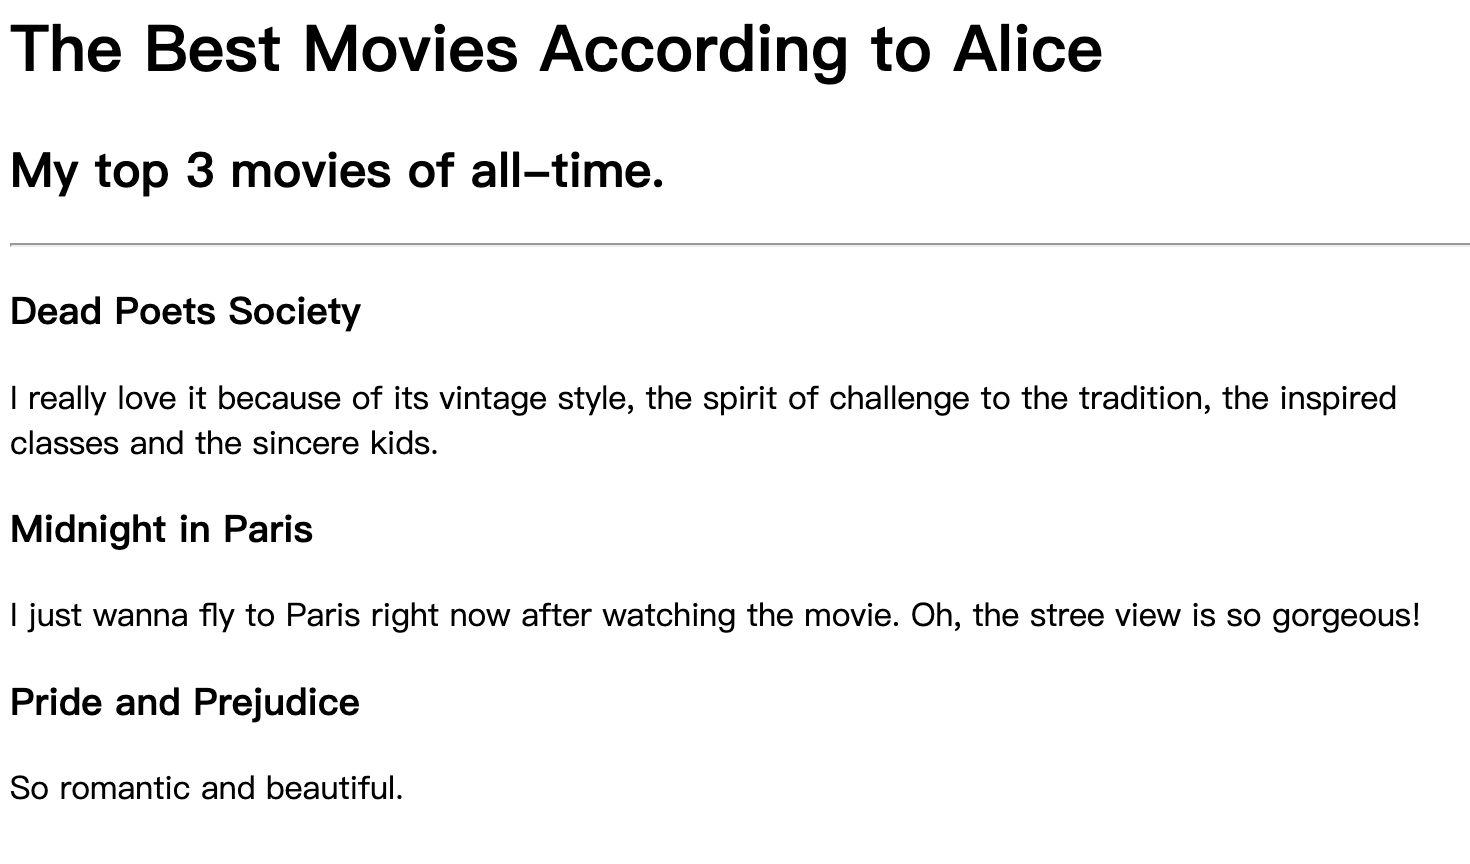 The Best Movies According to Alice
My top 3 movies of all-time.
Dead Poets Society
I really love it because of its vintage style, the spirit of challenge to the tradition, the inspired
classes and the sincere kids.
Midnight in Paris
I just wanna fly to Paris right now after watching the movie. Oh, the stree view is so gorgeous!
Pride and Prejudice
So romantic and beautiful.